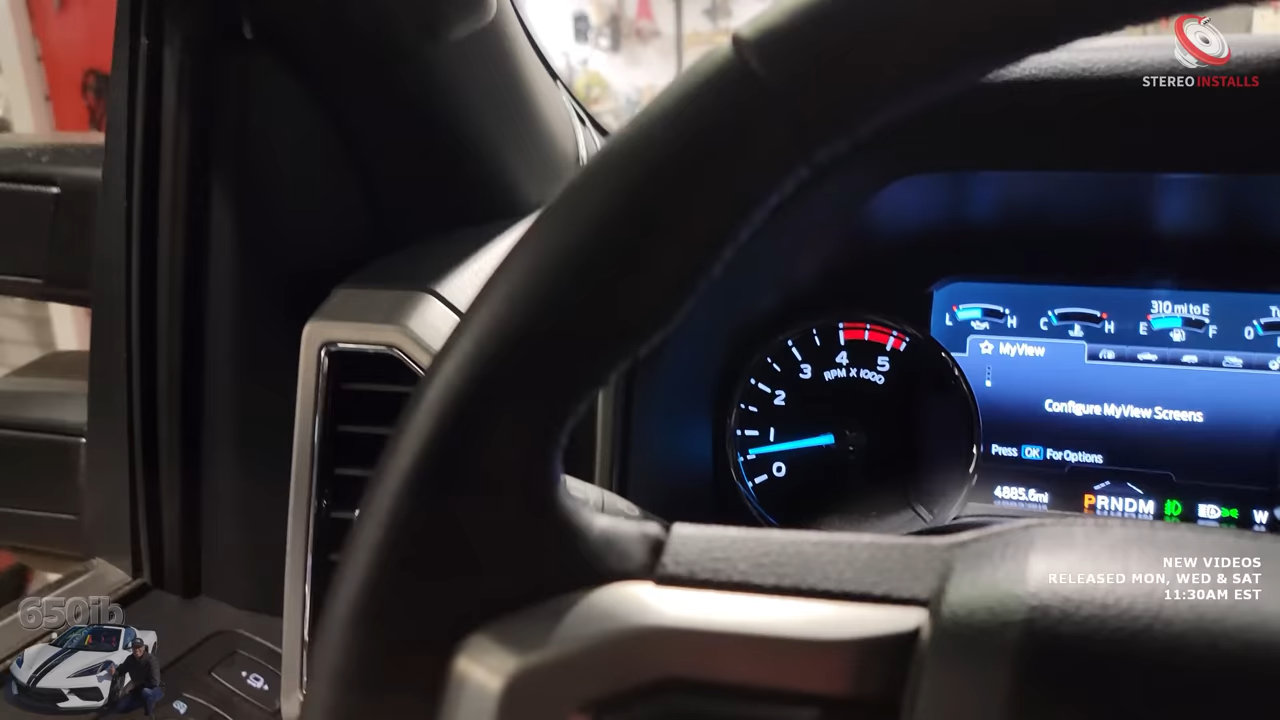 STEREO INSTALLS
310 mi to E
L H C H E F
MyView
Configure MyView Screens
Press OK For Options
4 5
3
RPM X 1000
2
1
0
4885.6mi
PRNDM
W
NEW VIDEOS
RELEASED MON, WED & SAT
11:30AM EST
650ib